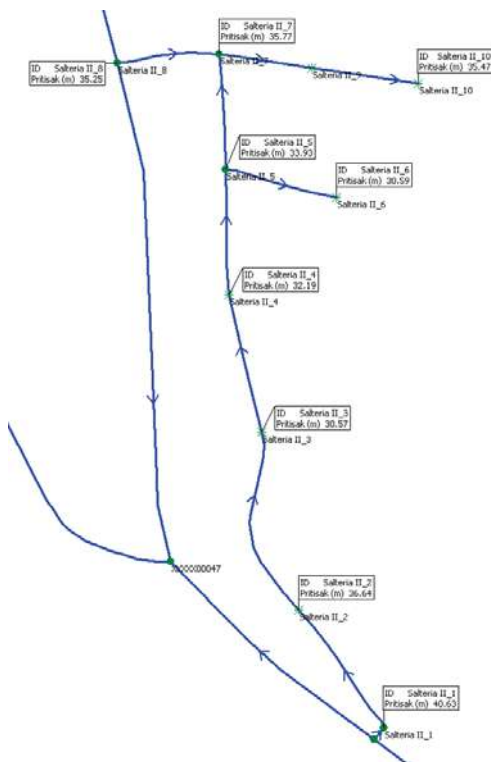 ID Salteria II_7
Pritisak (m) 35.77
ID Salteria II_8
Pritisak (m) 35.25
Salteria II_8
Salteria II_7
Salteria II_9
ID Salteria II_10
Pritisak (m) 35.47
Salteria II_10
ID Salteria II_5
Pritisak (m) 33.93
Salteria II_5
ID Salteria II_6
Pritisak (m) 30.59
Salteria II_6
ID Salteria II_4
Pritisak (m) 32.19
Salteria II_4
ID Salteria II_3
Pritisak (m) 30.57
Salteria II_3
ID Salteria II_2
Pritisak (m) 36.64
Salteria II_2
ID Salteria II_1
Pritisak (m) 40.63
Salteria II_1